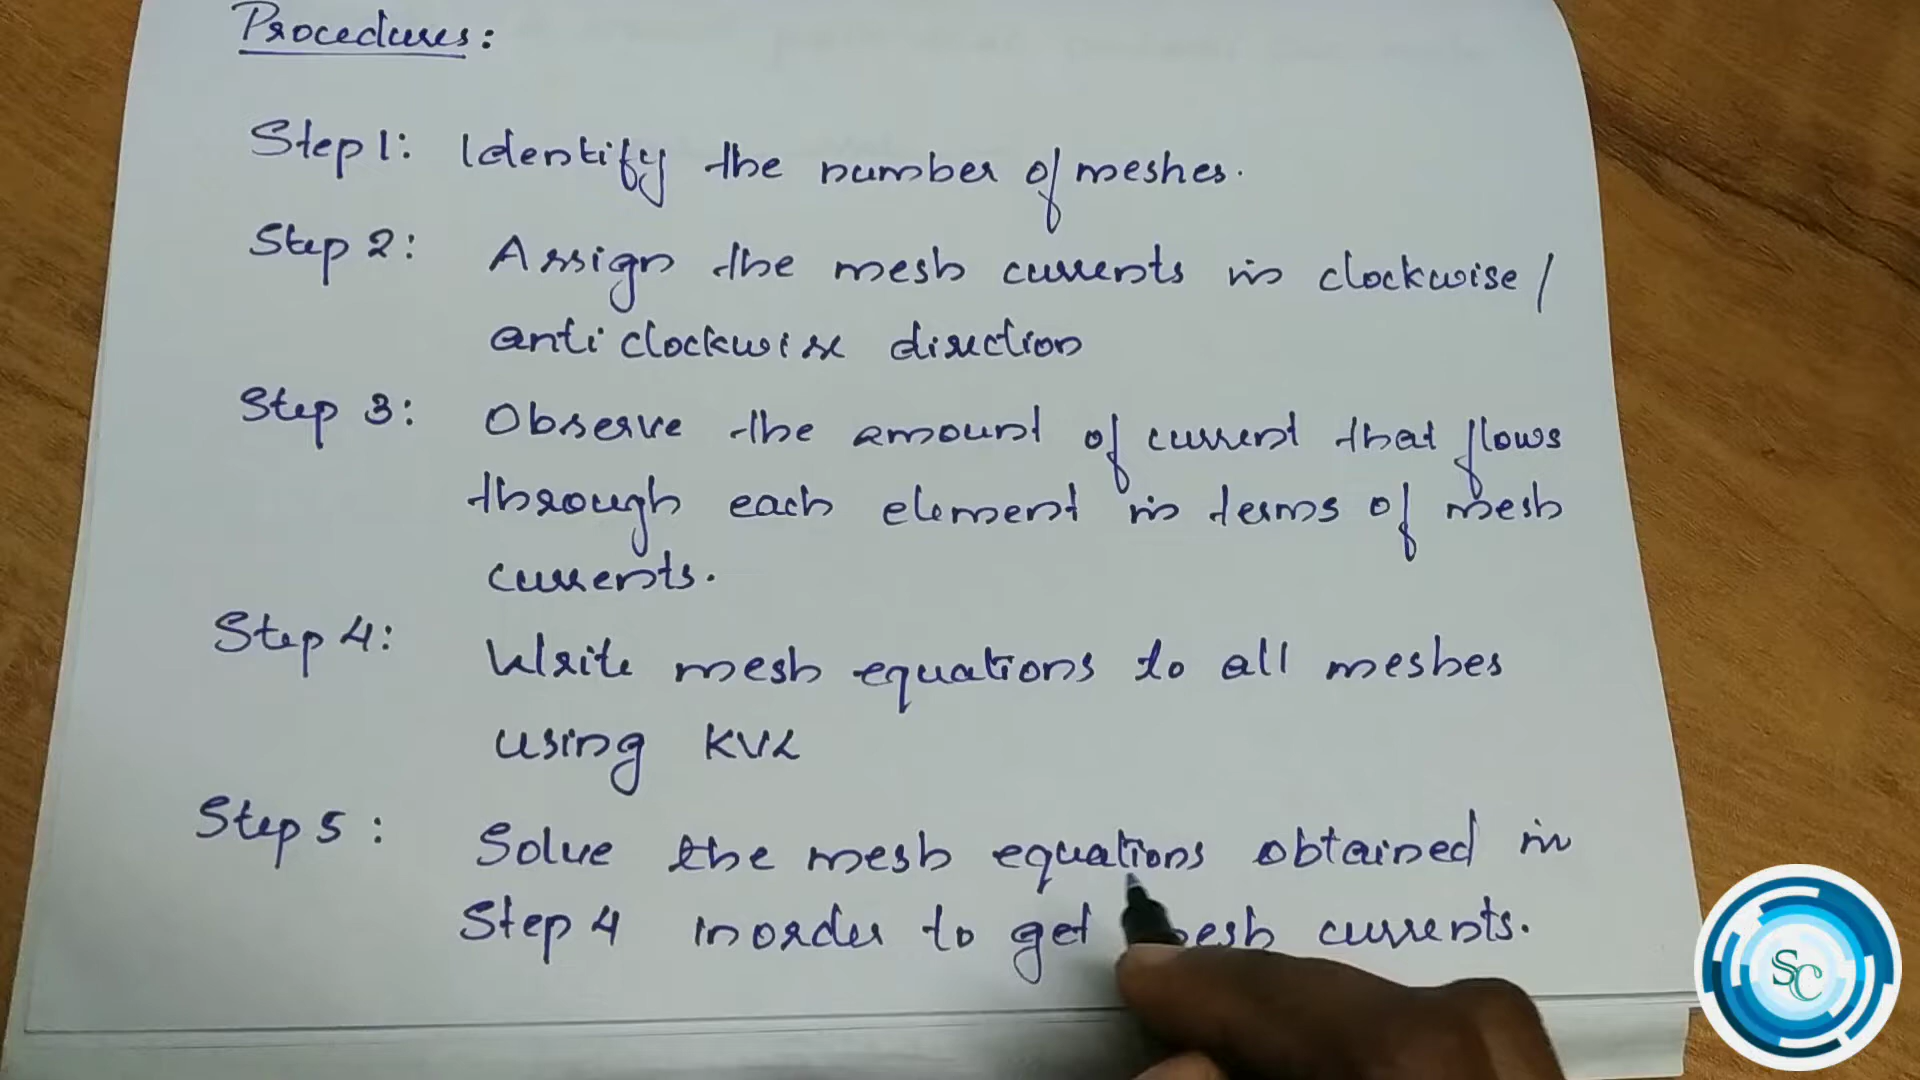 Procedures:
Step 1: Identify the number of meshes.
Step 2: Assign the mesh currents in clockwise /
anti clockwise direction
Step 3: Observe the amount of current that flows
through each element in terms of mesh
currents.
Step 4: Write mesh equations to all meshes
using KVL
Step 5: Solve the mesh equations obtained in
Step 4 inorder to get mesh currents.
SC